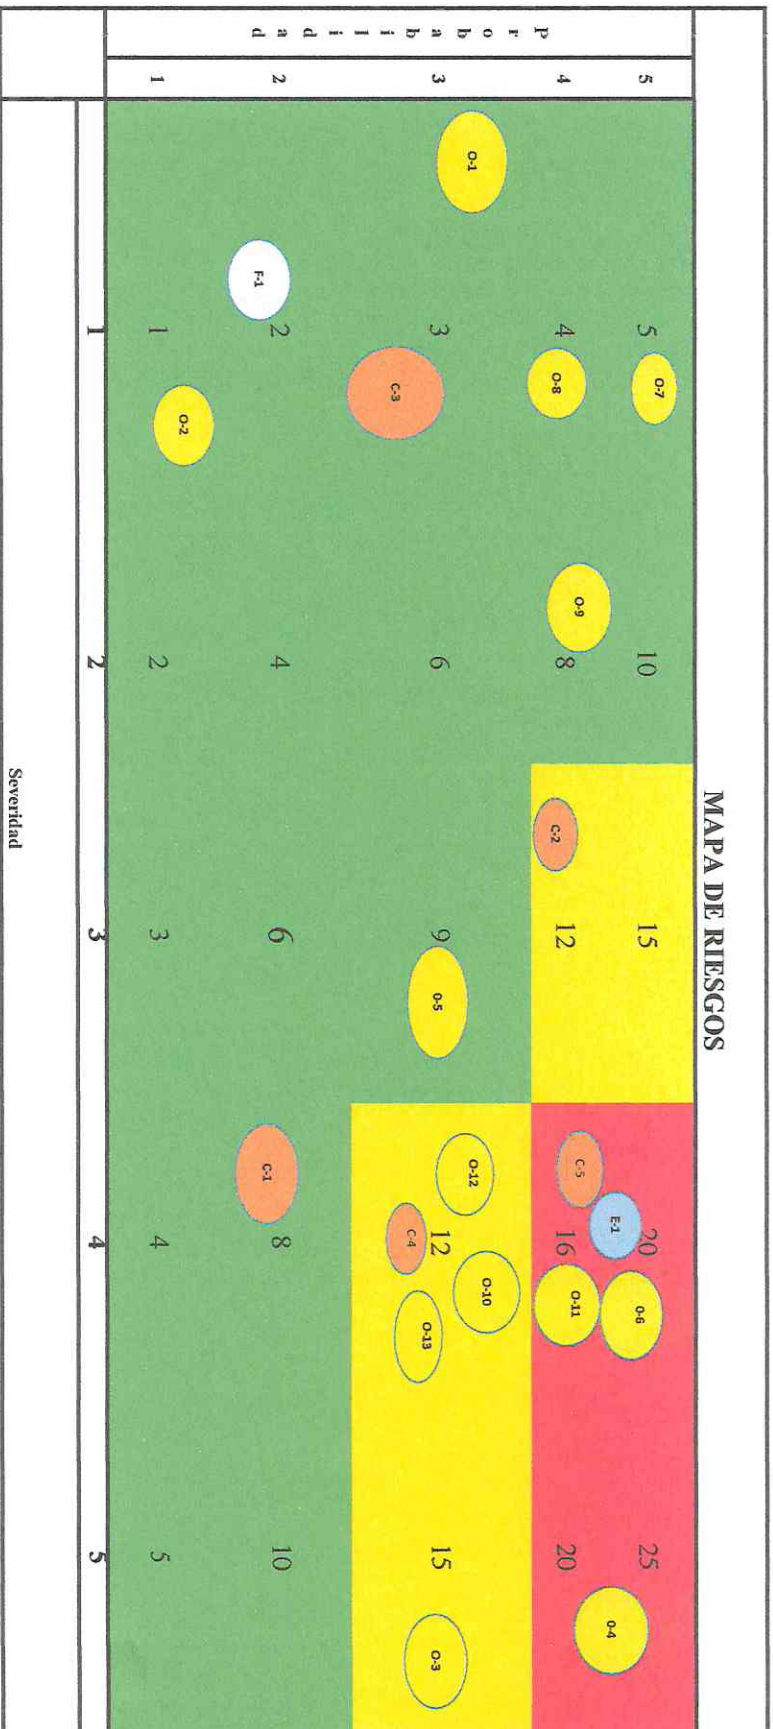 MAPA DE RIESGOS
P
r
o
b
a
b
i
l
i
d
a
d
5 5 O-7 10 15 20 0-6 25
E-1 0-4
4 4 O-8 O-9 8 C-2 12 C-5 16 O-11 20
O-1 O-12 O-10
3 3 6 9 0-5 12 O-13 15 O-3
C-3 C-4
2 2 4 6 8 10
F-1 C-1
O-2
1 1 2 3 4 5
1 2 3 4 5
Severidad